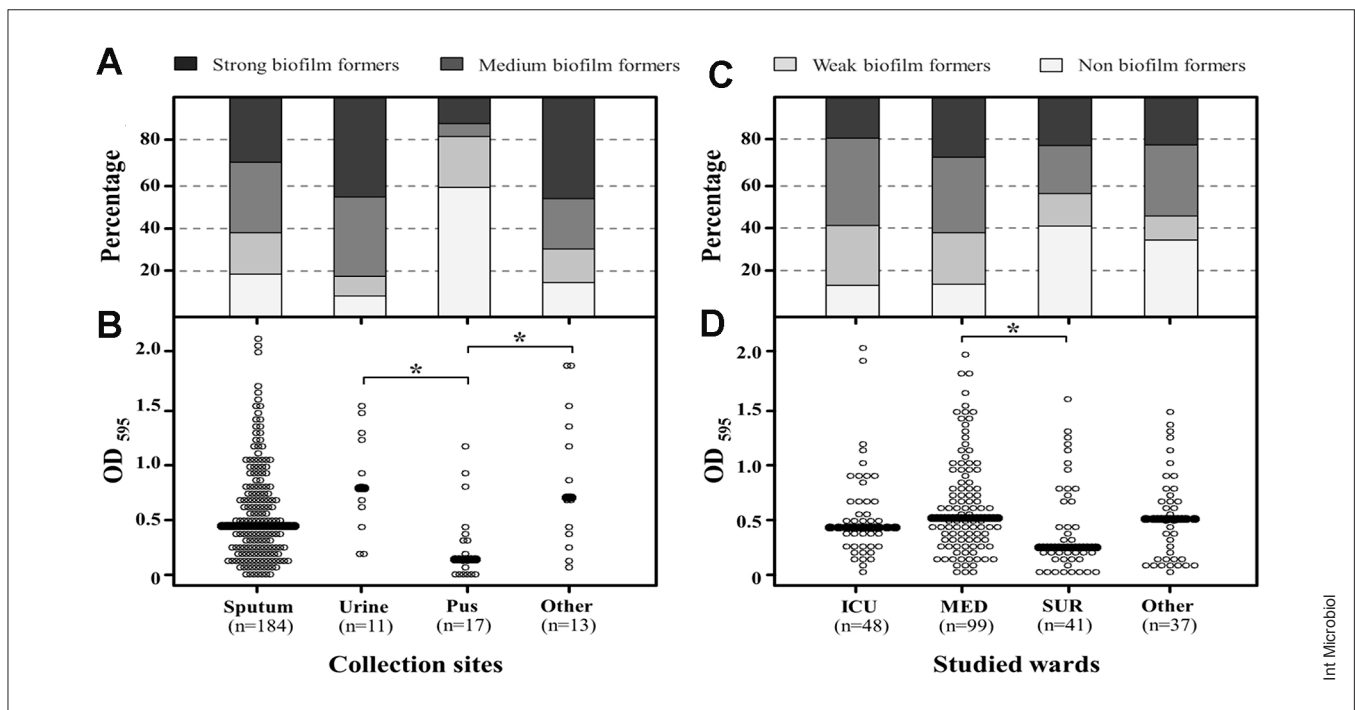 A
Strong biofilm formers
Medium biofilm formers
C
Weak biofilm formers
Non biofilm formers
Percentage
80
60
40
20
Percentage
80
60
40
20
B
OD 595
2.0
1.5
1.0
0.5
0
*
*
Sputum
(n=184)
Urine
(n=11)
Pus
(n=17)
Other
(n=13)
Collection sites
D
OD 595
2.0
1.5
1.0
0.5
0
*
ICU
(n=48)
MED
(n=99)
SUR
(n=41)
Other
(n=37)
Studied wards
Int Microbiol